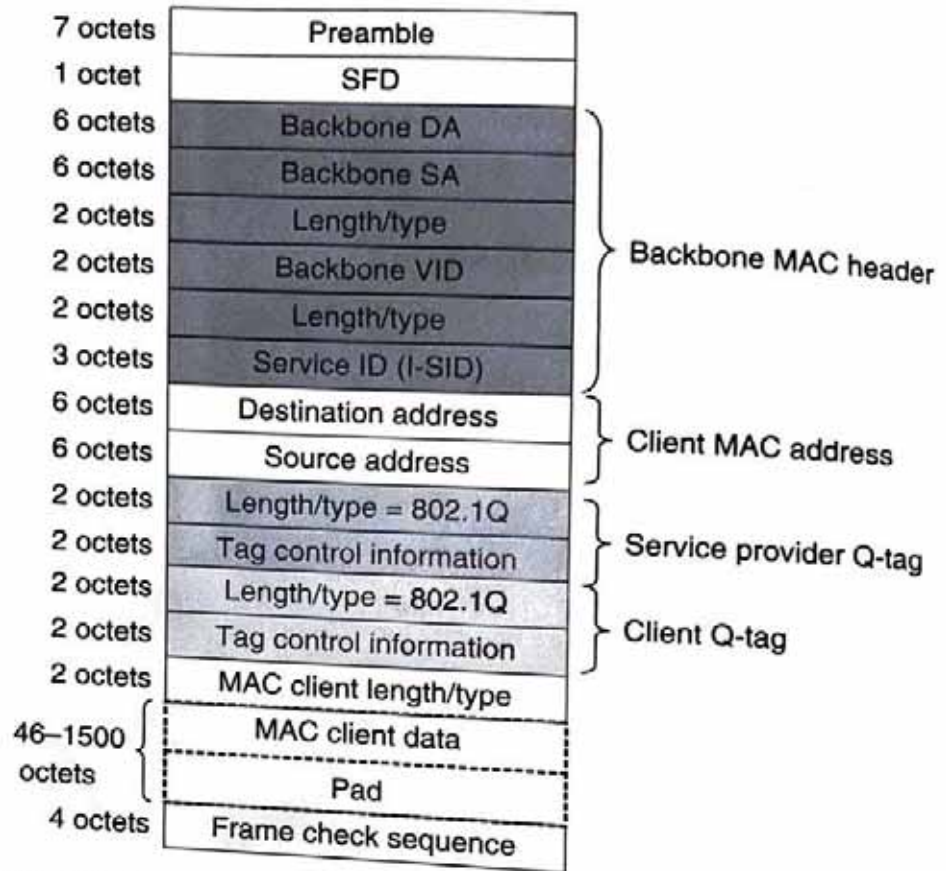 7 octets Preamble
1 octet SFD
6 octets Backbone DA
6 octets Backbone SA
2 octets Length/type
2 octets Backbone VID
2 octets Length/type
3 octets Service ID (I-SID)
Backbone MAC header
6 octets Destination address
6 octets Source address
Client MAC address
2 octets Length/type = 802.1Q
2 octets Tag control information
Service provider Q-tag
2 octets Length/type = 802.1Q
2 octets Tag control information
Client Q-tag
2 octets MAC client length/type
46–1500
octets
MAC client data
Pad
4 octets Frame check sequence